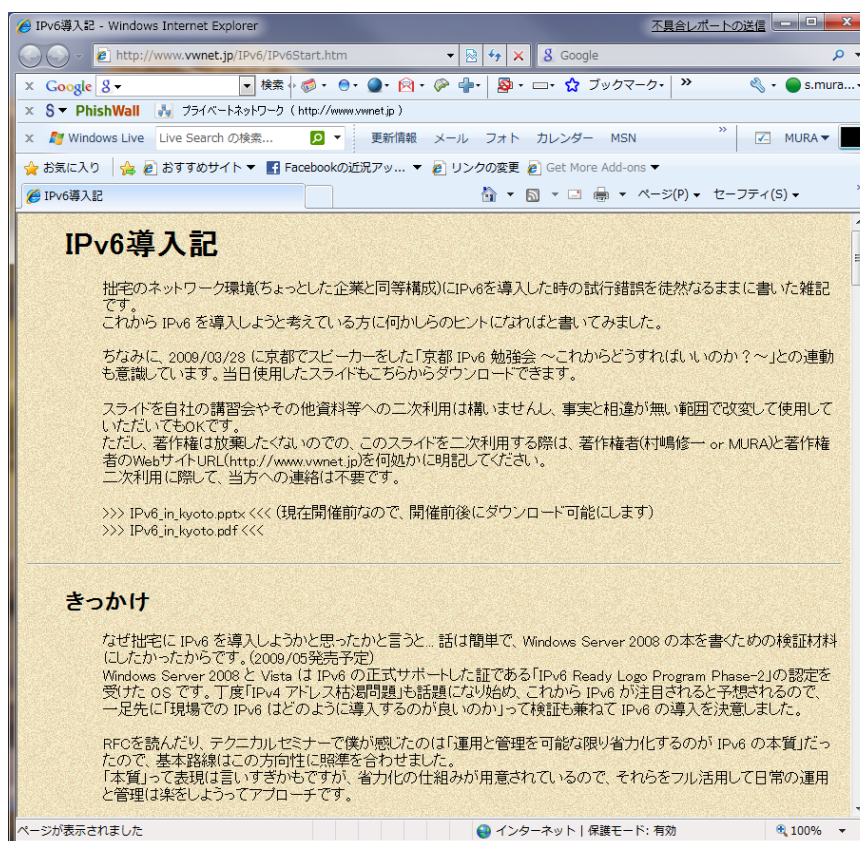 IPv6導入記 - Windows Internet Explorer
不具合レポートの送信
http://www.vwnet.jp/IPv6/IPv6Start.htm
Google
x Google 検索 ブックマーク・ » s.mura...
x PhishWall プライベートネットワーク ( http://www.vwnet.jp )
x Windows Live Live Search の検索... 更新情報 メール フォト カレンダー MSN » MURA
お気に入り おすすめサイト Facebookの近況アッ... リンクの変更 Get More Add-ons
IPv6導入記 ページ(P) セーフティ(S) »
IPv6導入記
拙宅のネットワーク環境(ちょっとした企業と同等構成)にIPv6を導入した時の試行錯誤を徒然なるままに書いた雑記
です。
これから IPv6 を導入しようと考えている方に何かしらのヒントになればと書いてみました。
ちなみに、2009/03/28 に京都でスピーカーをした「京都 IPv6 勉強会 ～これからどうすればいいのか？～」との連動
も意識しています。当日使用したスライドもこちらからダウンロードできます。
スライドを自社の講習会やその他資料等への二次利用は構いませんし、事実と相違が無い範囲で改変して使用して
いただいてもOKです。
ただし、著作権は放棄したくないのでの、このスライドを二次利用する際は、著作権者(村嶋修一 or MURA)と著作権
者のWebサイトURL(http://www.vwnet.jp)を何処かに明記してください。
二次利用に際して、当方への連絡は不要です。
>>> IPv6_in_kyoto.pptx <<< (現在開催前なので、開催前後にダウンロード可能にします)
>>> IPv6_in_kyoto.pdf <<<
きっかけ
なぜ拙宅に IPv6 を導入しようかと思ったかと言うと... 話は簡単で、Windows Server 2008 の本を書くための検証材料
にしたかったからです。(2009/05発売予定)
Windows Server 2008 と Vista は IPv6 の正式サポートした証である「IPv6 Ready Logo Program Phase-2」の認定を
受けた OS です。丁度「IPv4 アドレス枯渇問題」も話題になり始め、これから IPv6 が注目されると予想されるので、
一足先に「現場での IPv6 はどのように導入するのが良いのか」って検証も兼ねて IPv6 の導入を決意しました。
RFCを読んだり、テクニカルセミナーで僕が感じたのは「運用と管理を可能な限り省力化するのが IPv6 の本質」だっ
たので、基本路線はこの方向性に照準を合わせました。
「本質」って表現は言いすぎかもですが、省力化の仕組みが用意されているので、それらをフル活用して日常の運用
と管理は楽をしようってアプローチです。
ページが表示されました インターネット | 保護モード: 有効 100%